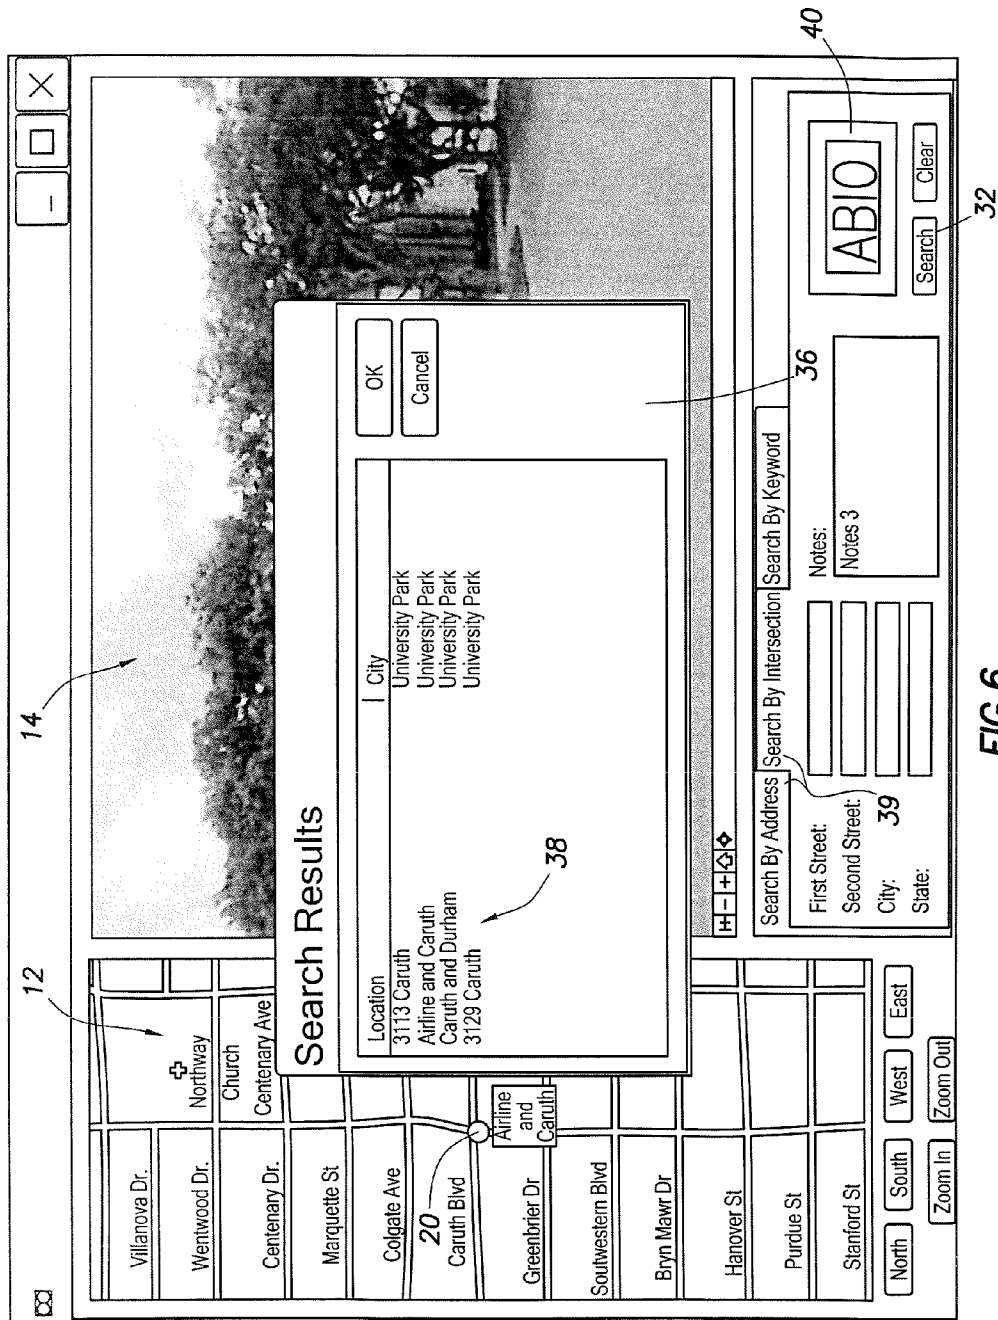 12
14
Villanova Dr.
Wentwood Dr.
Centenary Dr.
Marquette St
Colgate Ave
Caruth Blvd
Greenbrier Dr
Soutwestern Blvd
Bryn Mawr Dr
Hanover St
Purdue St
Stanford St
Northway
Church
Centenary Ave
20
Airline
and
Caruth
North
South
West
East
Zoom In
Zoom Out
Search Results
Location | City
3113 Caruth University Park
Airline and Caruth University Park
Caruth and Durham University Park
3129 Caruth University Park
38
OK
Cancel
36
Search By Address
Search By Intersection
Search By Keyword
39
First Street:
Second Street:
City:
State:
Notes:
Notes 3
ABIO
40
Search
Clear
32
FIG.6